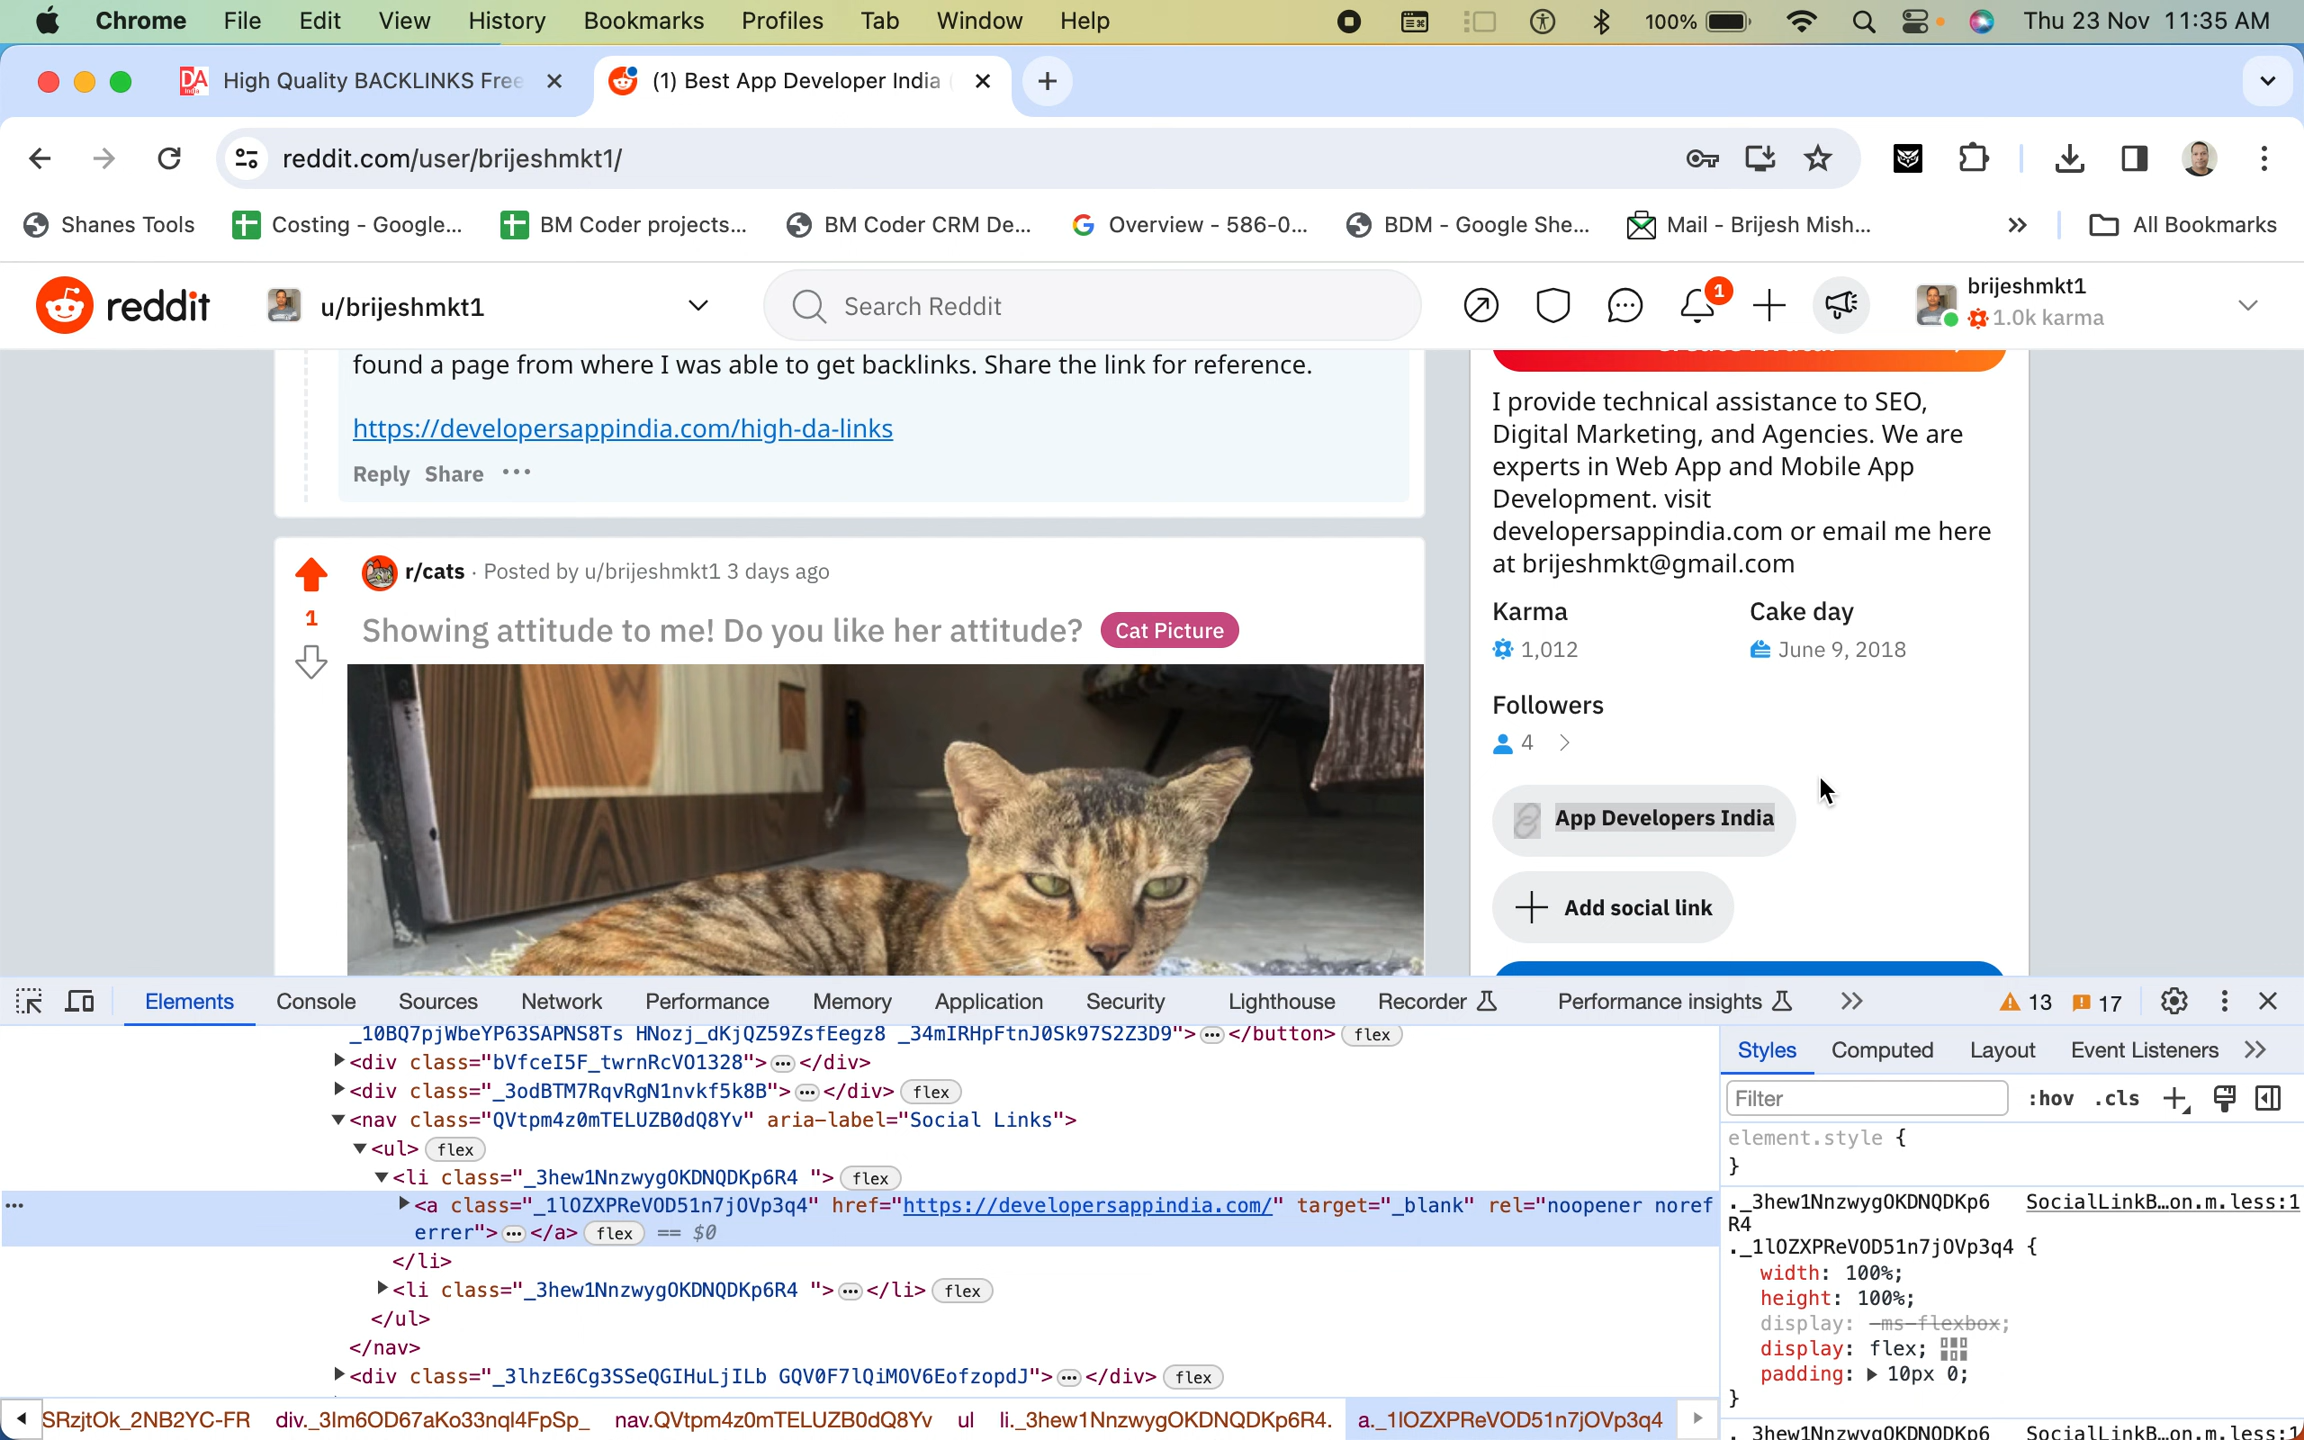 Chrome File Edit View History Bookmarks Profiles Tab Window Help 100% Thu 23 Nov 11:35 AM
DA High Quality BACKLINKS Free (1) Best App Developer India
reddit.com/user/brijeshmkt1/
Shanes Tools Costing - Google... BM Coder projects... BM Coder CRM De... Overview - 586-0... BDM - Google She... Mail - Brijesh Mish... » All Bookmarks
reddit u/brijeshmkt1 Search Reddit 1 brijeshmkt1
1.0k karma
found a page from where I was able to get backlinks. Share the link for reference.
https://developersappindia.com/high-da-links
Reply Share ···
r/cats · Posted by u/brijeshmkt1 3 days ago
1
Showing attitude to me! Do you like her attitude? Cat Picture
I provide technical assistance to SEO,
Digital Marketing, and Agencies. We are
experts in Web App and Mobile App
Development. visit
developersappindia.com or email me here
at brijeshmkt@gmail.com
Karma Cake day
1,012 June 9, 2018
Followers
4
App Developers India
Add social link
Elements Console Sources Network Performance Memory Application Security Lighthouse Recorder Performance insights » 13 17
_10BQ7pjWbeYP63SAPNS8Ts HNozj_dKjQZ59ZsfEegz8 _34mIRHpFtnJ0Sk97S2Z3D9">…</button> flex
<div class="bVfceI5F_twrnRcVO1328">…</div>
<div class="_3odBTM7RqvRgN1nvkf5k8B">…</div> flex
<nav class="QVtpm4z0mTELUZB0dQ8Yv" aria-label="Social Links">
<ul> flex
<li class="_3hew1NnzwygOKDNQDKp6R4 "> flex
<a class="_1lOZXPReVOD51n7jOVp3q4" href="https://developersappindia.com/" target="_blank" rel="noopener noref
errer">…</a> flex == $0
</li>
<li class="_3hew1NnzwygOKDNQDKp6R4 ">…</li> flex
</ul>
</nav>
<div class="_3lhzE6Cg3SSeQGIHuLjILb GQV0F7lQiMOV6EofzopdJ">…</div> flex
SRzjtOk_2NB2YC-FR div._3Im6OD67aKo33nql4FpSp_ nav.QVtpm4z0mTELUZB0dQ8Yv ul li._3hew1NnzwygOKDNQDKp6R4. a._1lOZXPReVOD51n7jOVp3q4
Styles Computed Layout Event Listeners »
Filter :hov .cls
element.style {
}
._3hew1NnzwygOKDNQDKp6 SocialLinkB…on.m.less:1
R4
._1lOZXPReVOD51n7jOVp3q4 {
width: 100%;
height: 100%;
display: -ms-flexbox;
display: flex;
padding: 10px 0;
}
._3hew1NnzwygOKDNQDKp6 SocialLinkB…on.m.less:1